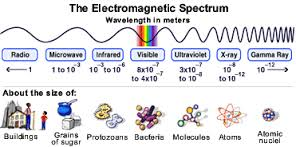 The Electromagnetic Spectrum
Wavelength in meters
Radio Microwave Infrared Visible Ultraviolet X-ray Gamma Ray
1 1 to 10⁻³ 10⁻³ to 10⁻⁶ 8x10⁻⁷ 3x10⁻⁷ 10⁻⁸ 10⁻¹²
to 4x10⁻⁷ to 10⁻⁸ to 10⁻¹²
About the size of:
Buildings Grains of sugar Protozoans Bacteria Molecules Atoms Atomic nuclei